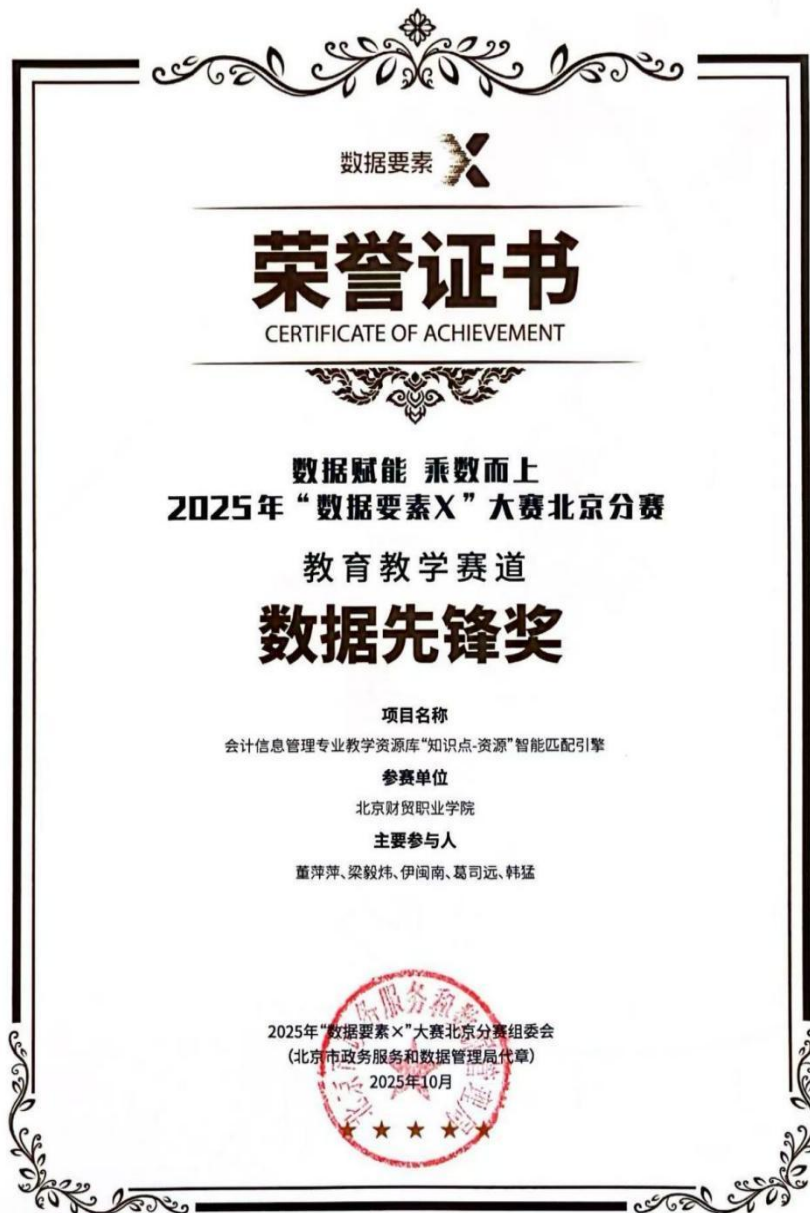 数据要素X
荣誉证书
CERTIFICATE OF ACHIEVEMENT
数据赋能 乘数而上
2025年“数据要素X”大赛北京分赛
教育教学赛道
数据先锋奖
项目名称
会计信息管理专业教学资源库“知识点-资源”智能匹配引擎
参赛单位
北京财贸职业学院
主要参与人
董萍萍、梁毅炜、伊闽南、葛司远、韩猛
2025年“数据要素×”大赛北京分赛组委会
（北京市政务服务和数据管理局代章）
2025年10月